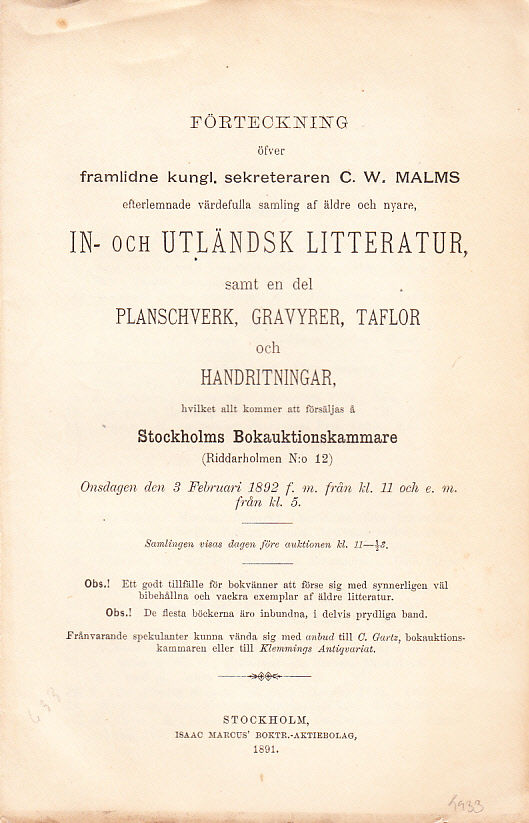 FÖRTECKNING
öfver
framlidne kungl. sekreteraren C. W. MALMS
efterlemnade värdefulla samling af äldre och nyare,
IN- OCH UTLÄNDSK LITTERATUR,
samt en del
PLANSCHVERK, GRAVYRER, TAFLOR
och
HANDRITNINGAR,
hvilket allt kommer att försäljas å
Stockholms Bokauktionskammare
(Riddarholmen N:o 12)
Onsdagen den 3 Februari 1892 f. m. från kl. 11 och e. m.
från kl. 5.
Samlingen visas dagen före auktionen kl. 11—½3.
Obs.! Ett godt tillfälle för bokvänner att förse sig med synnerligen väl
bibehållna och vackra exemplar af äldre litteratur.
Obs.! De flesta böckerna äro inbundna, i delvis prydliga band.
Frånvarande spekulanter kunna vända sig med anbud till C. Gartz, bokauktions-
kammaren eller till Klemmings Antiqvariat.
STOCKHOLM,
ISAAC MARCUS' BOKTR.-AKTIEBOLAG,
1891.